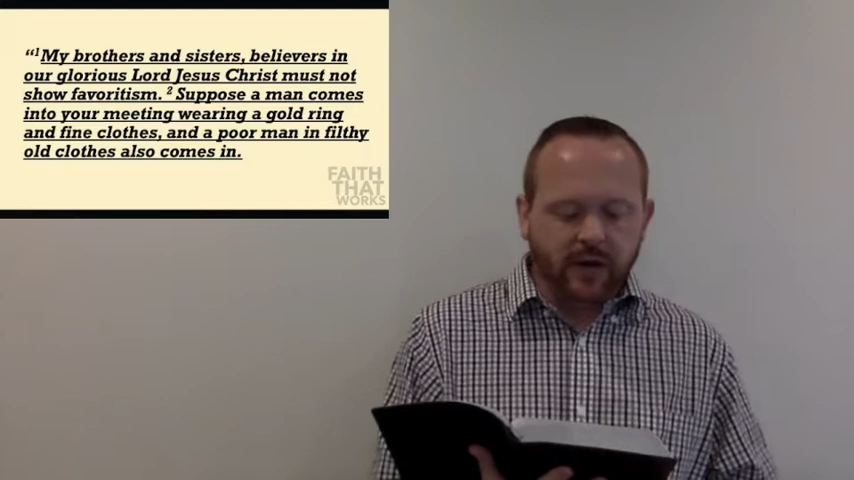 “¹My brothers and sisters, believers in
our glorious Lord Jesus Christ must not
show favoritism. ² Suppose a man comes
into your meeting wearing a gold ring
and fine clothes, and a poor man in filthy
old clothes also comes in.
FAITH
THAT
WORKS